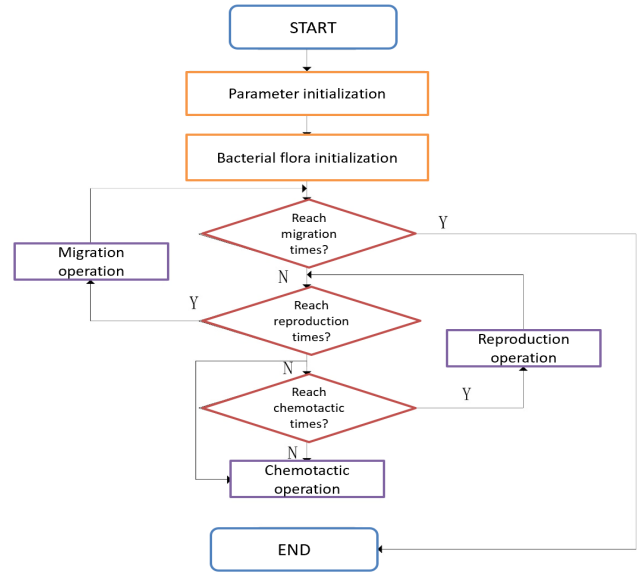 START
Parameter initialization
Bacterial flora initialization
Reach
migration
times?
Y
Migration
operation
N
Reach
reproduction
times?
Y
Reproduction
operation
N
Reach
chemotactic
times?
Y
N
Chemotactic
operation
END